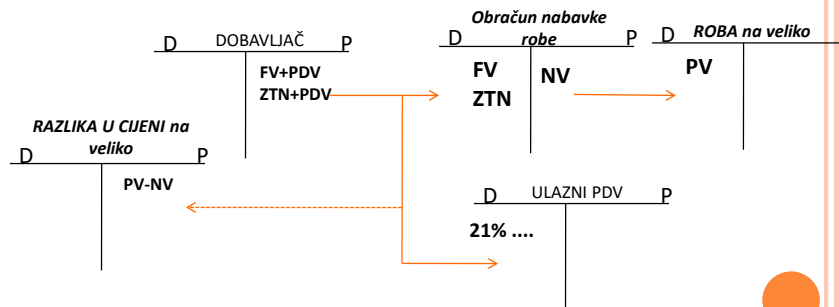 D DOBAVLJAČ P
FV+PDV
ZTN+PDV
Obračun nabavke
D robe P
FV NV
ZTN
D ROBA na veliko P
PV
RAZLIKA U CIJENI na
D veliko P
PV-NV
D ULAZNI PDV P
21% ....